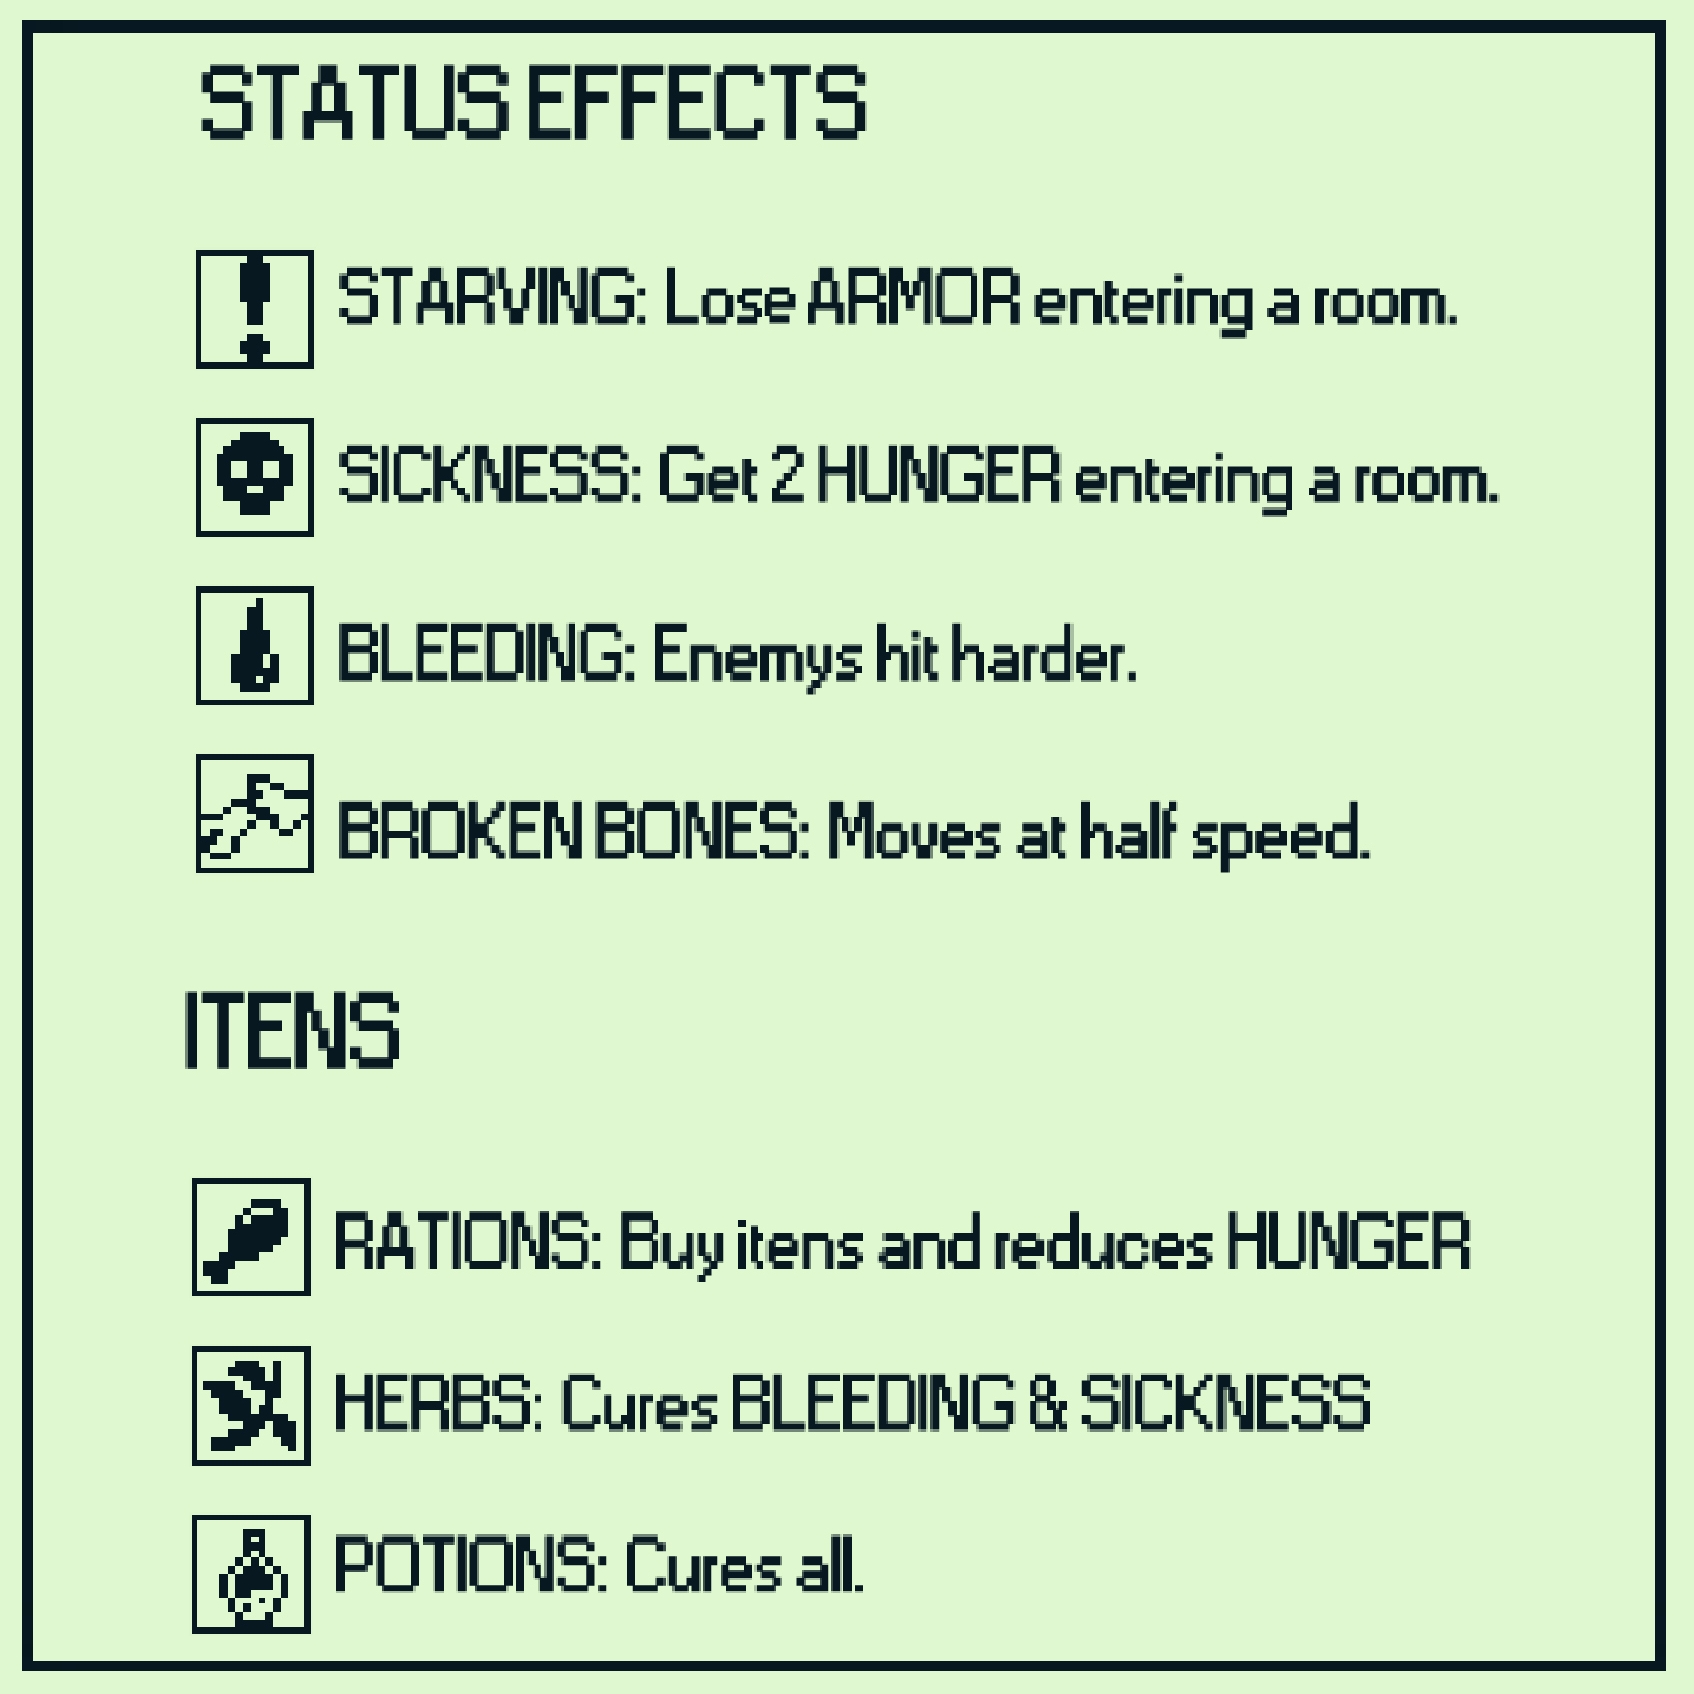 STATUS EFFECTS
STARVING: Lose ARMOR entering a room.
SICKNESS: Get 2 HUNGER entering a room.
BLEEDING: Enemys hit harder.
BROKEN BONES: Moves at half speed.
ITENS
RATIONS: Buy itens and reduces HUNGER
HERBS: Cures BLEEDING & SICKNESS
POTIONS: Cures all.